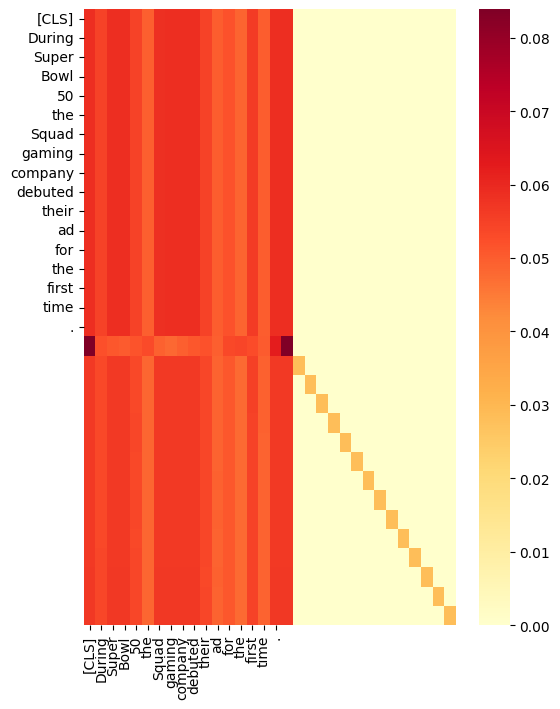 [CLS]
During
Super
Bowl
50
the
Squad
gaming
company
debuted
their
ad
for
the
first
time
.
0.08
0.07
0.06
0.05
0.04
0.03
0.02
0.01
0.00
[CLS]
During
Super
Bowl
50
the
Squad
gaming
company
debuted
their
ad
for
the
first
time
.